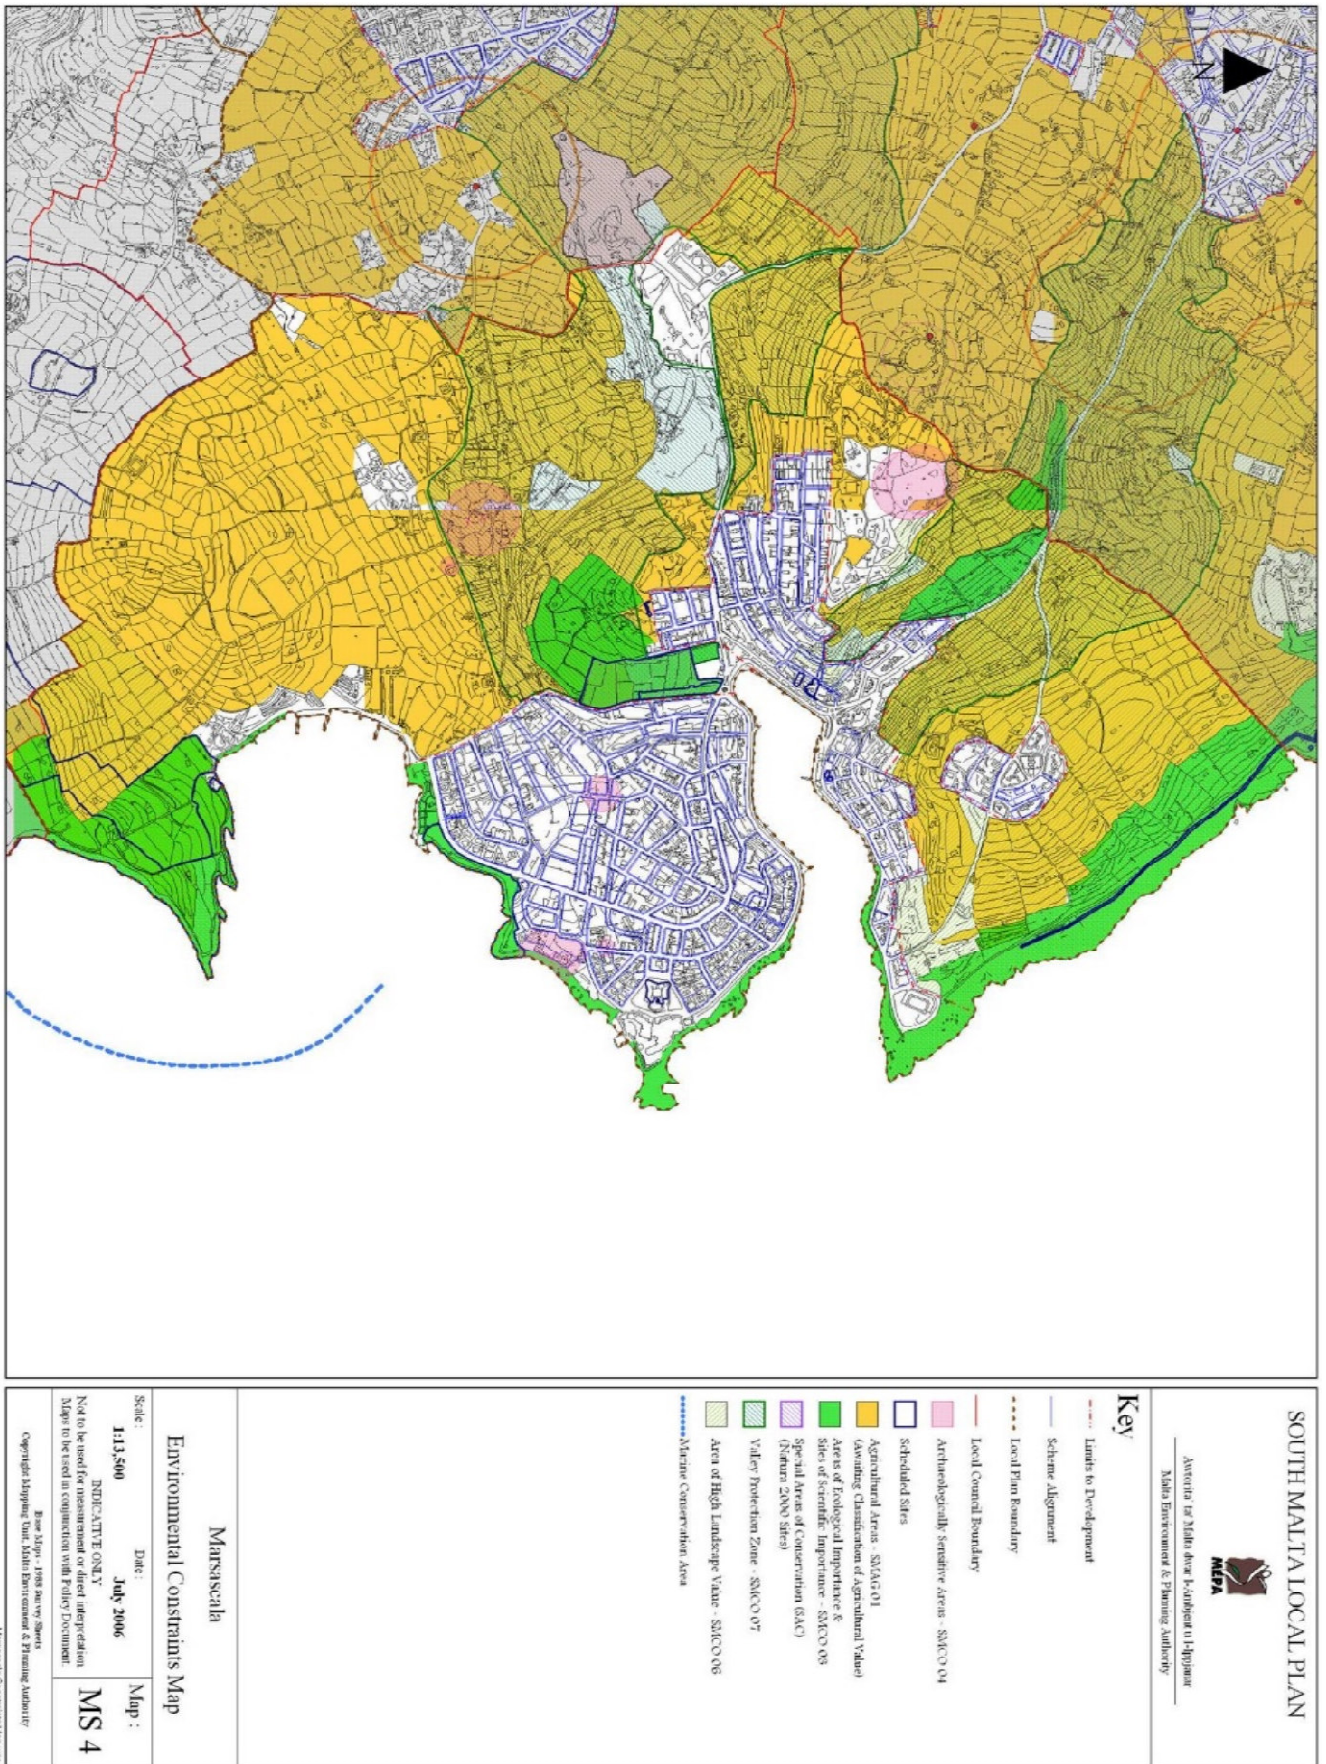 SOUTH MALTA LOCAL PLAN
Awtorita' ta' Malta dwar l-Ambjent u l-Ippjanar
Malta Environment & Planning Authority
MEPA
Key
Limits to Development
Scheme Alignment
Local Plan Boundary
Local Council Boundary
Archaeologically Sensitive Areas - SMCO 04
Scheduled Sites
Agricultural Areas - SMAG 01
(Awaiting Classification of Agricultural Value)
Areas of Ecological Importance &
Sites of Scientific Importance - SMCO 03
Special Areas of Conservation (SAC)
(Natura 2000 Sites)
Valley Protection Zone - SMCO 07
Area of High Landscape Value - SMCO 06
Marine Conservation Area
Marsascala
Environmental Constraints Map
Scale :
1:13,500
Date :
July 2006
Map :
MS 4
INDICATIVE ONLY
Not to be used for measurement or direct interpretation
Maps to be used in conjunction with Policy Document.
Base Maps - 1988 Survey Sheets
Copyright Mapping Unit, Malta Environment & Planning Authority
N